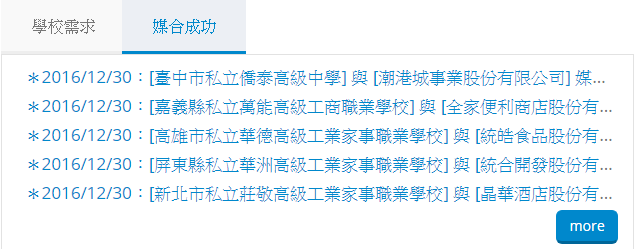 學校需求
媒合成功
＊2016/12/30：[臺中市私立僑泰高級中學] 與 [潮港城事業股份有限公司] 媒...
＊2016/12/30：[嘉義縣私立萬能高級工商職業學校] 與 [全家便利商店股份有...
＊2016/12/30：[高雄市私立華德高級工業家事職業學校] 與 [統皓食品股份有...
＊2016/12/30：[屏東縣私立華洲高級工業家事職業學校] 與 [統合開發股份有...
＊2016/12/30：[新北市私立莊敬高級工業家事職業學校] 與 [晶華酒店股份有...
more